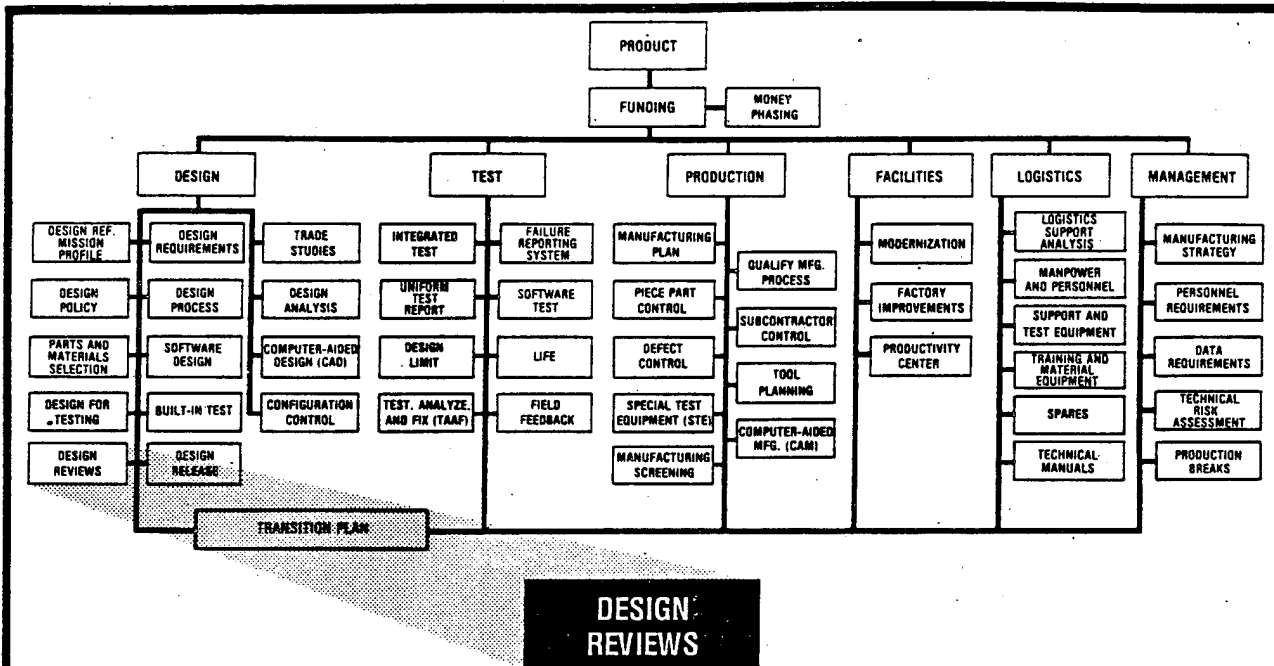 PRODUCT
FUNDING
MONEY
PHASING
DESIGN
TEST
PRODUCTION
FACILITIES
LOGISTICS
MANAGEMENT
DESIGN REF.
MISSION
PROFILE
DESIGN
REQUIREMENTS
TRADE
STUDIES
DESIGN
POLICY
DESIGN
PROCESS
DESIGN
ANALYSIS
PARTS AND
MATERIALS
SELECTION
SOFTWARE
DESIGN
COMPUTER-AIDED
DESIGN (CAD)
DESIGN FOR
TESTING
BUILT-IN TEST
CONFIGURATION
CONTROL
DESIGN
REVIEWS
DESIGN
RELEASE
INTEGRATED
TEST
FAILURE
REPORTING
SYSTEM
UNIFORM
TEST
REPORT
SOFTWARE
TEST
DESIGN
LIMIT
LIFE
TEST. ANALYZE.
AND FIX (TAAF)
FIELD
FEEDBACK
MANUFACTURING
PLAN
QUALIFY MFG.
PROCESS
PIECE PART
CONTROL
SUBCONTRACTOR
CONTROL
DEFECT
CONTROL
TOOL
PLANNING
SPECIAL TEST
EQUIPMENT (STE)
COMPUTER-AIDED
MFG. (CAM)
MANUFACTURING
SCREENING
MODERNIZATION
FACTORY
IMPROVEMENTS
PRODUCTIVITY
CENTER
LOGISTICS
SUPPORT
ANALYSIS
MANPOWER
AND PERSONNEL
SUPPORT AND
TEST EQUIPMENT
TRAINING AND
MATERIAL
EQUIPMENT
SPARES
TECHNICAL
MANUALS
MANUFACTURING
STRATEGY
PERSONNEL
REQUIREMENTS
DATA
REQUIREMENTS
TECHNICAL
RISK
ASSESSMENT
PRODUCTION
BREAKS
TRANSITION PLAN
DESIGN
REVIEWS